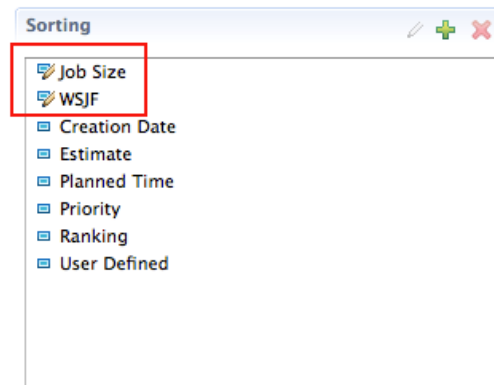 Sorting
Job Size
WSJF
Creation Date
Estimate
Planned Time
Priority
Ranking
User Defined